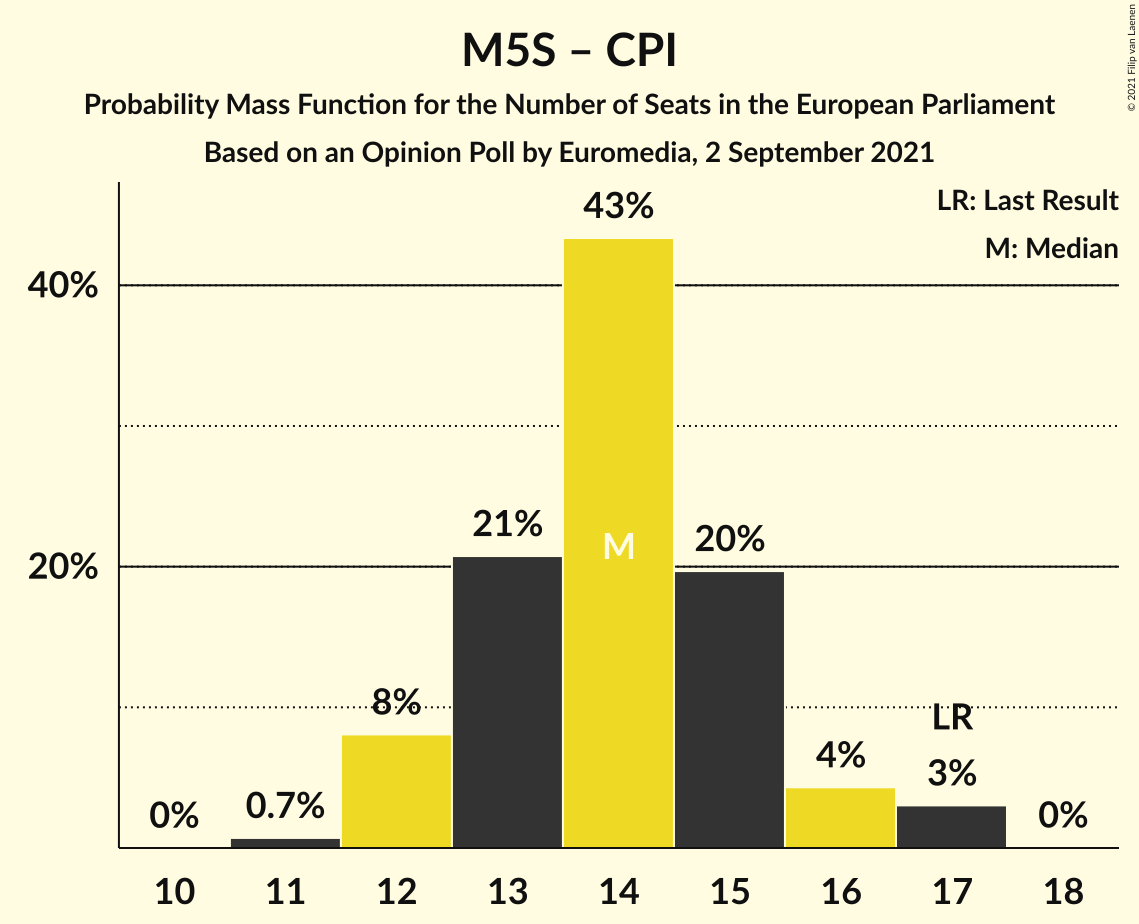 M5S – CPI
Probability Mass Function for the Number of Seats in the European Parliament
Based on an Opinion Poll by Euromedia, 2 September 2021
© 2021 Filip van Laenen
LR: Last Result
M: Median
43%
40%
21%
M
20%
20%
8%
LR
4%
3%
0%
0.7%
0%
10 11 12 13 14 15 16 17 18